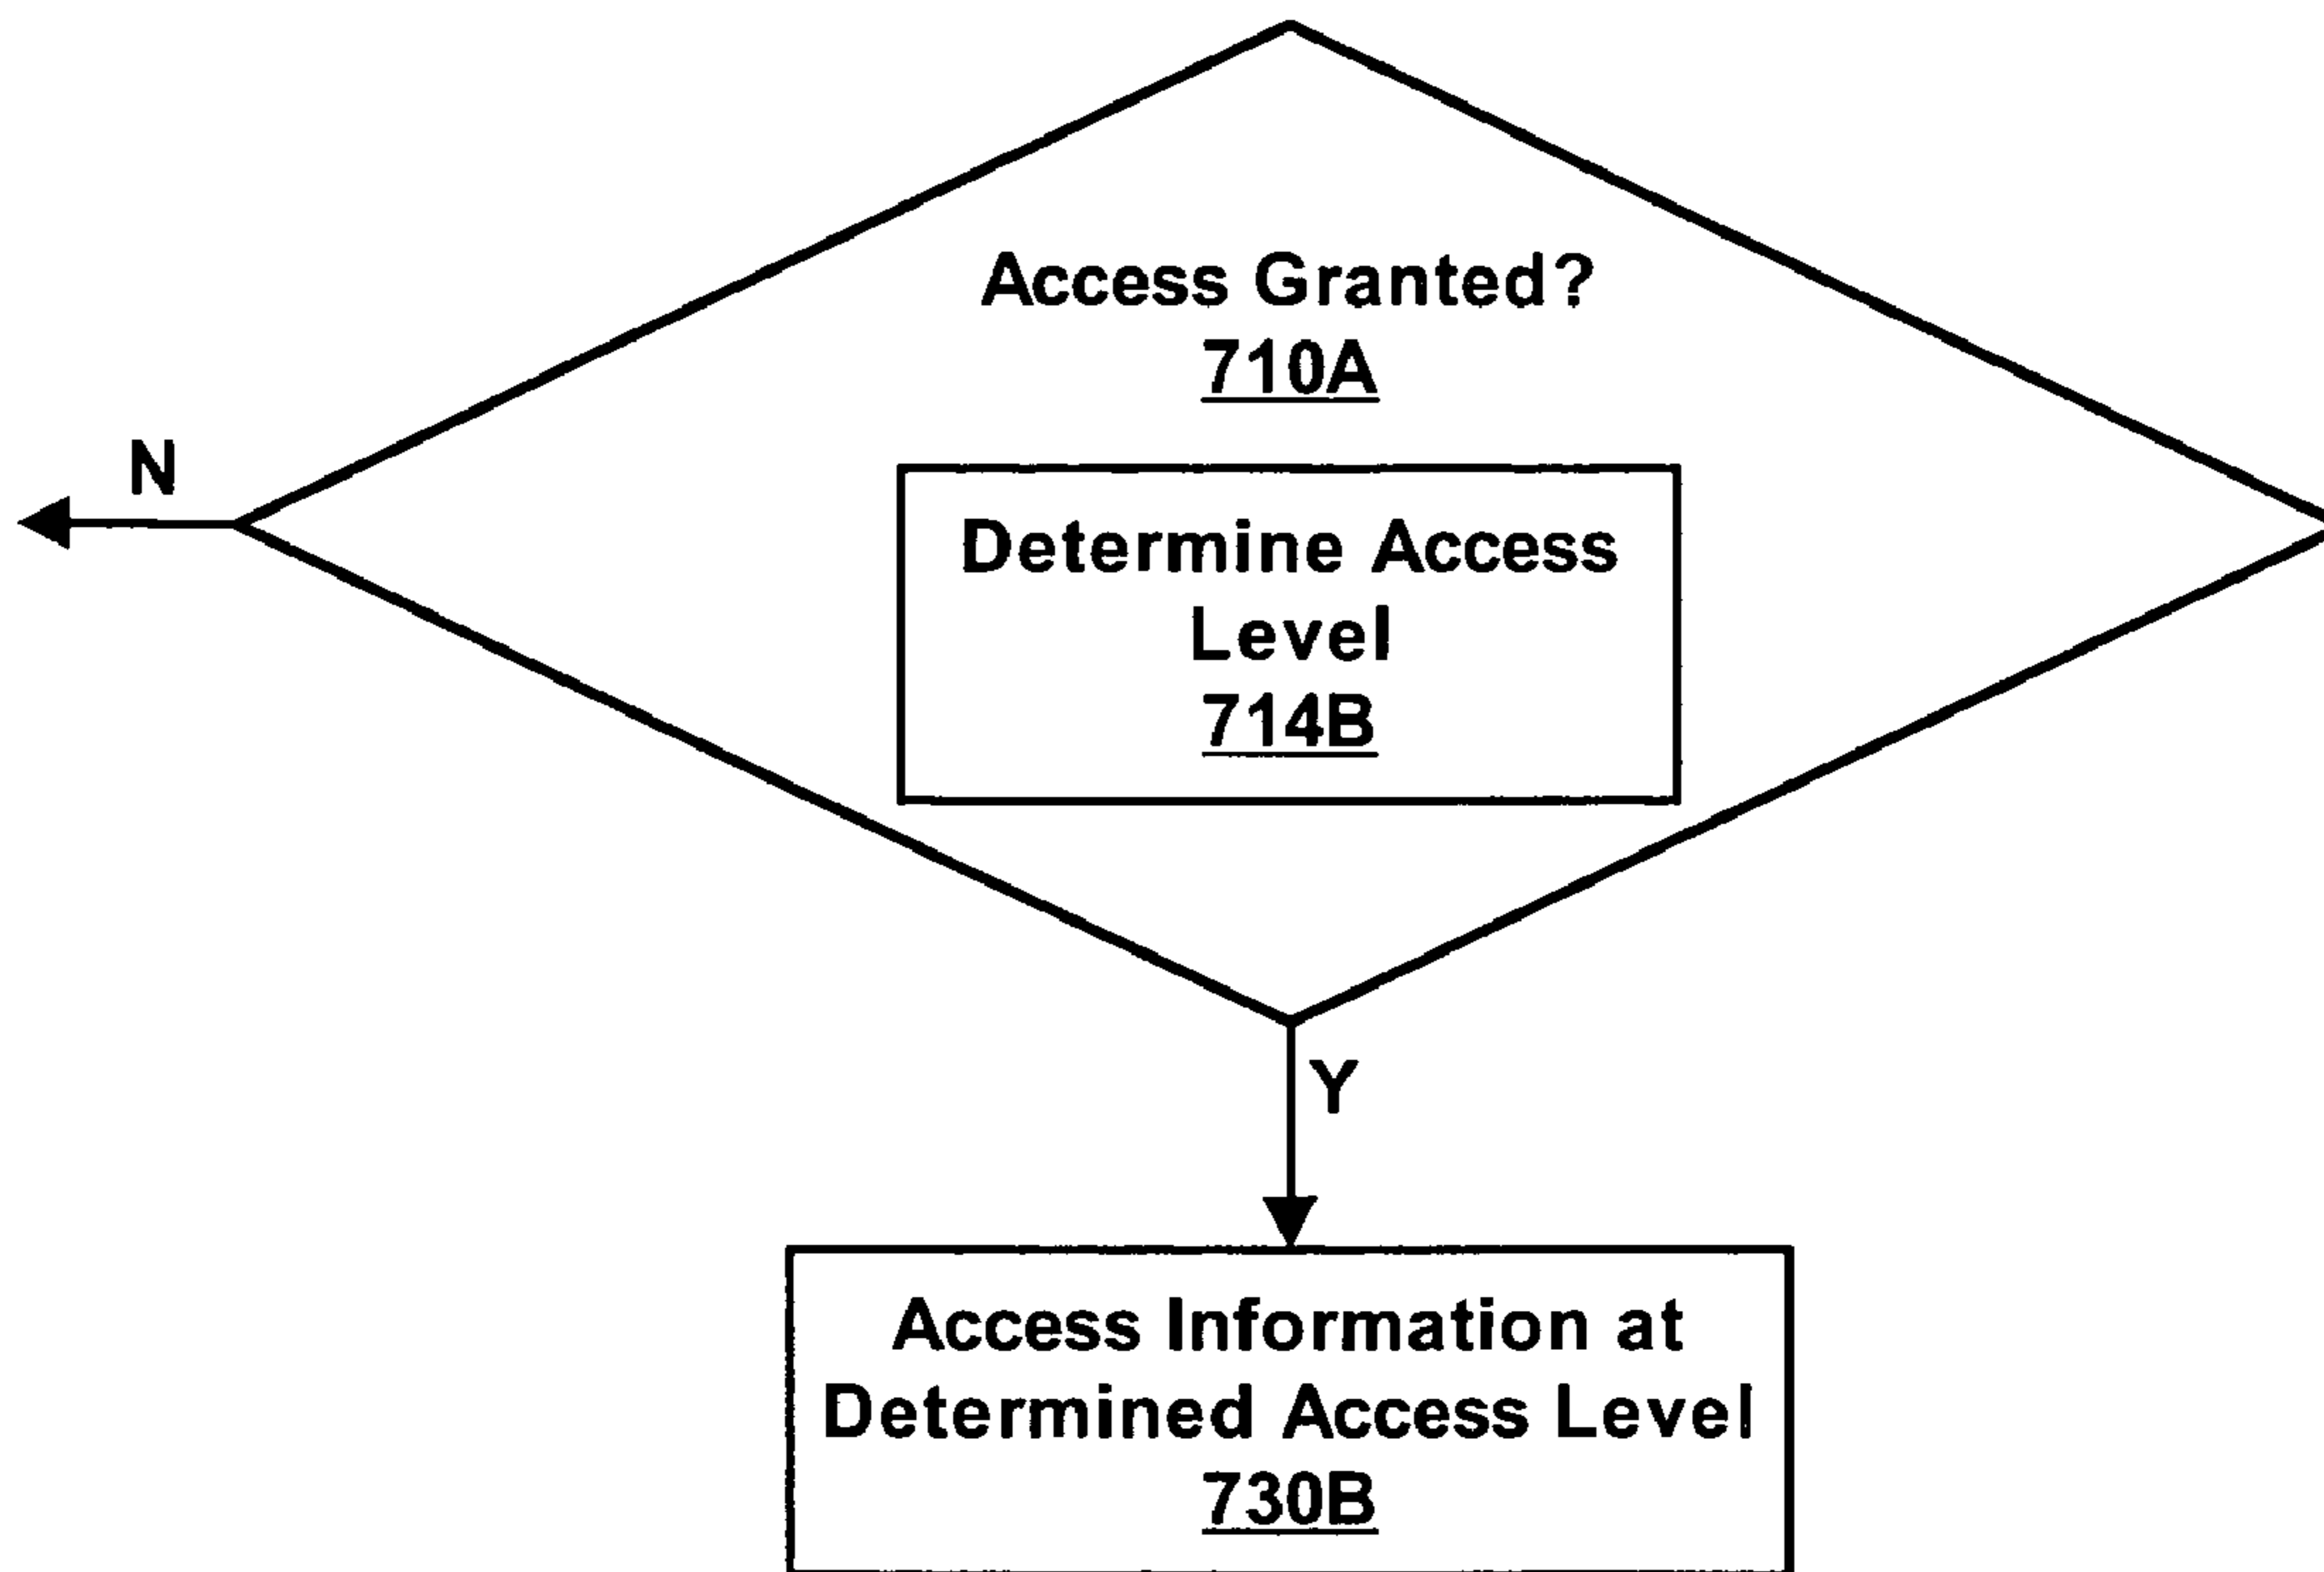 Access Granted?
710A
N
Determine Access
Level
714B
Y
Access Information at
Determined Access Level
730B